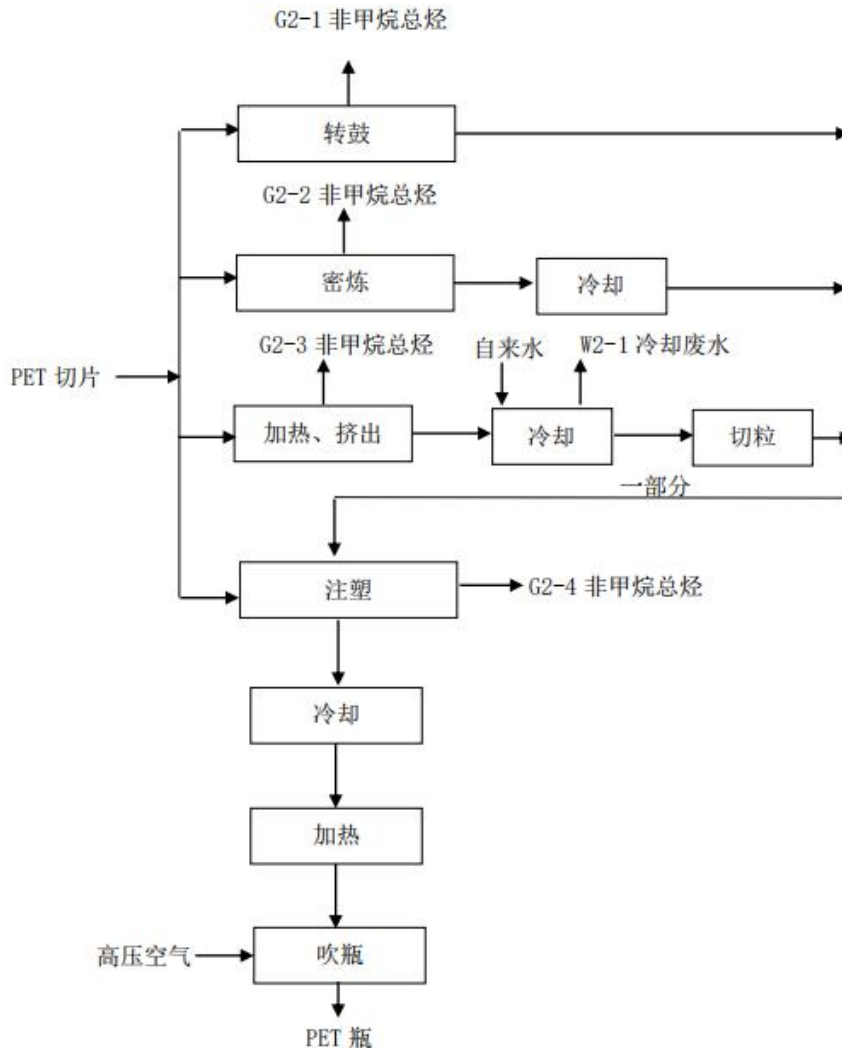 G2-1 非甲烷总烃
转鼓
G2-2 非甲烷总烃
密炼
冷却
G2-3 非甲烷总烃
自来水
W2-1 冷却废水
PET 切片
加热、挤出
冷却
切粒
一部分
注塑
G2-4 非甲烷总烃
冷却
加热
高压空气
吹瓶
PET 瓶